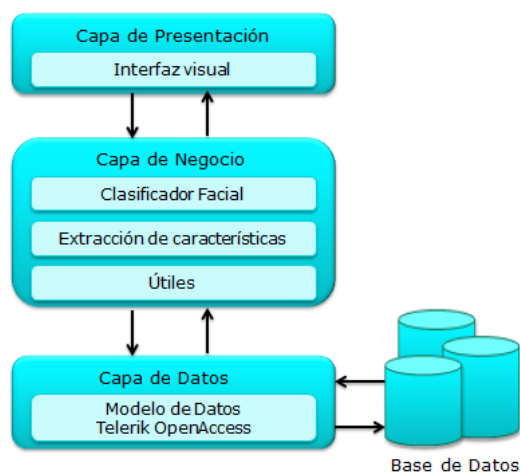 Capa de Presentación
Interfaz visual
Capa de Negocio
Clasificador Facial
Extracción de características
Útiles
Capa de Datos
Modelo de Datos
Telerik OpenAccess
Base de Datos